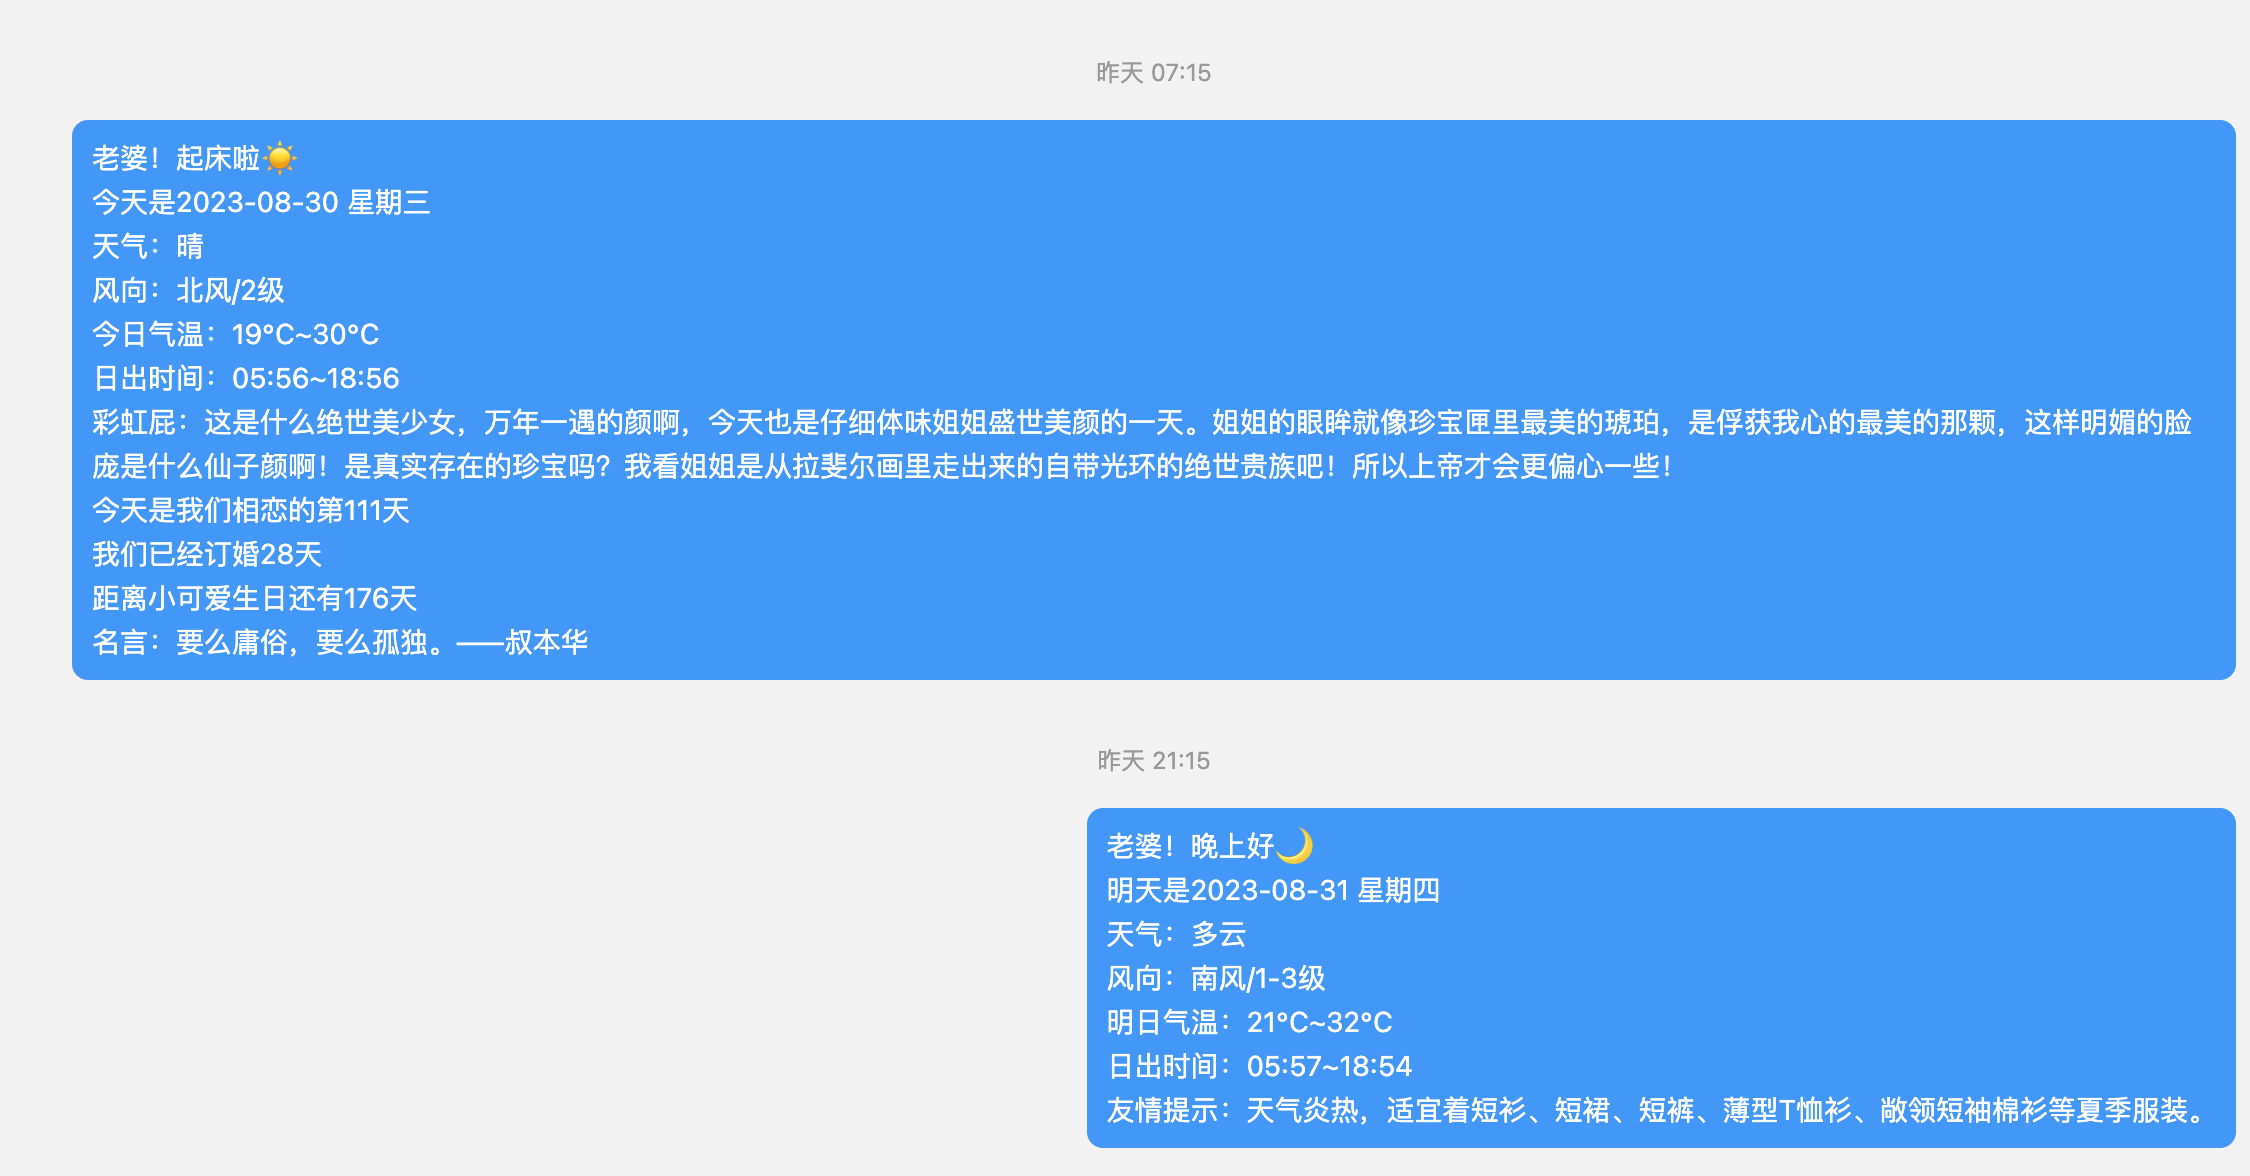 昨天 07:15
老婆！起床啦☀️
今天是2023-08-30 星期三
天气：晴
风向：北风/2级
今日气温：19°C~30°C
日出时间：05:56~18:56
彩虹屁：这是什么绝世美少女，万年一遇的颜啊，今天也是仔细体味姐姐盛世美颜的一天。姐姐的眼眸就像珍宝匣里最美的琥珀，是俘获我心的最美的那颗，这样明媚的脸
庞是什么仙子颜啊！是真实存在的珍宝吗？我看姐姐是从拉斐尔画里走出来的自带光环的绝世贵族吧！所以上帝才会更偏心一些！
今天是我们相恋的第111天
我们已经订婚28天
距离小可爱生日还有176天
名言：要么庸俗，要么孤独。——叔本华
昨天 21:15
老婆！晚上好🌙
明天是2023-08-31 星期四
天气：多云
风向：南风/1-3级
明日气温：21°C~32°C
日出时间：05:57~18:54
友情提示：天气炎热，适宜着短衫、短裙、短裤、薄型T恤衫、敞领短袖棉衫等夏季服装。